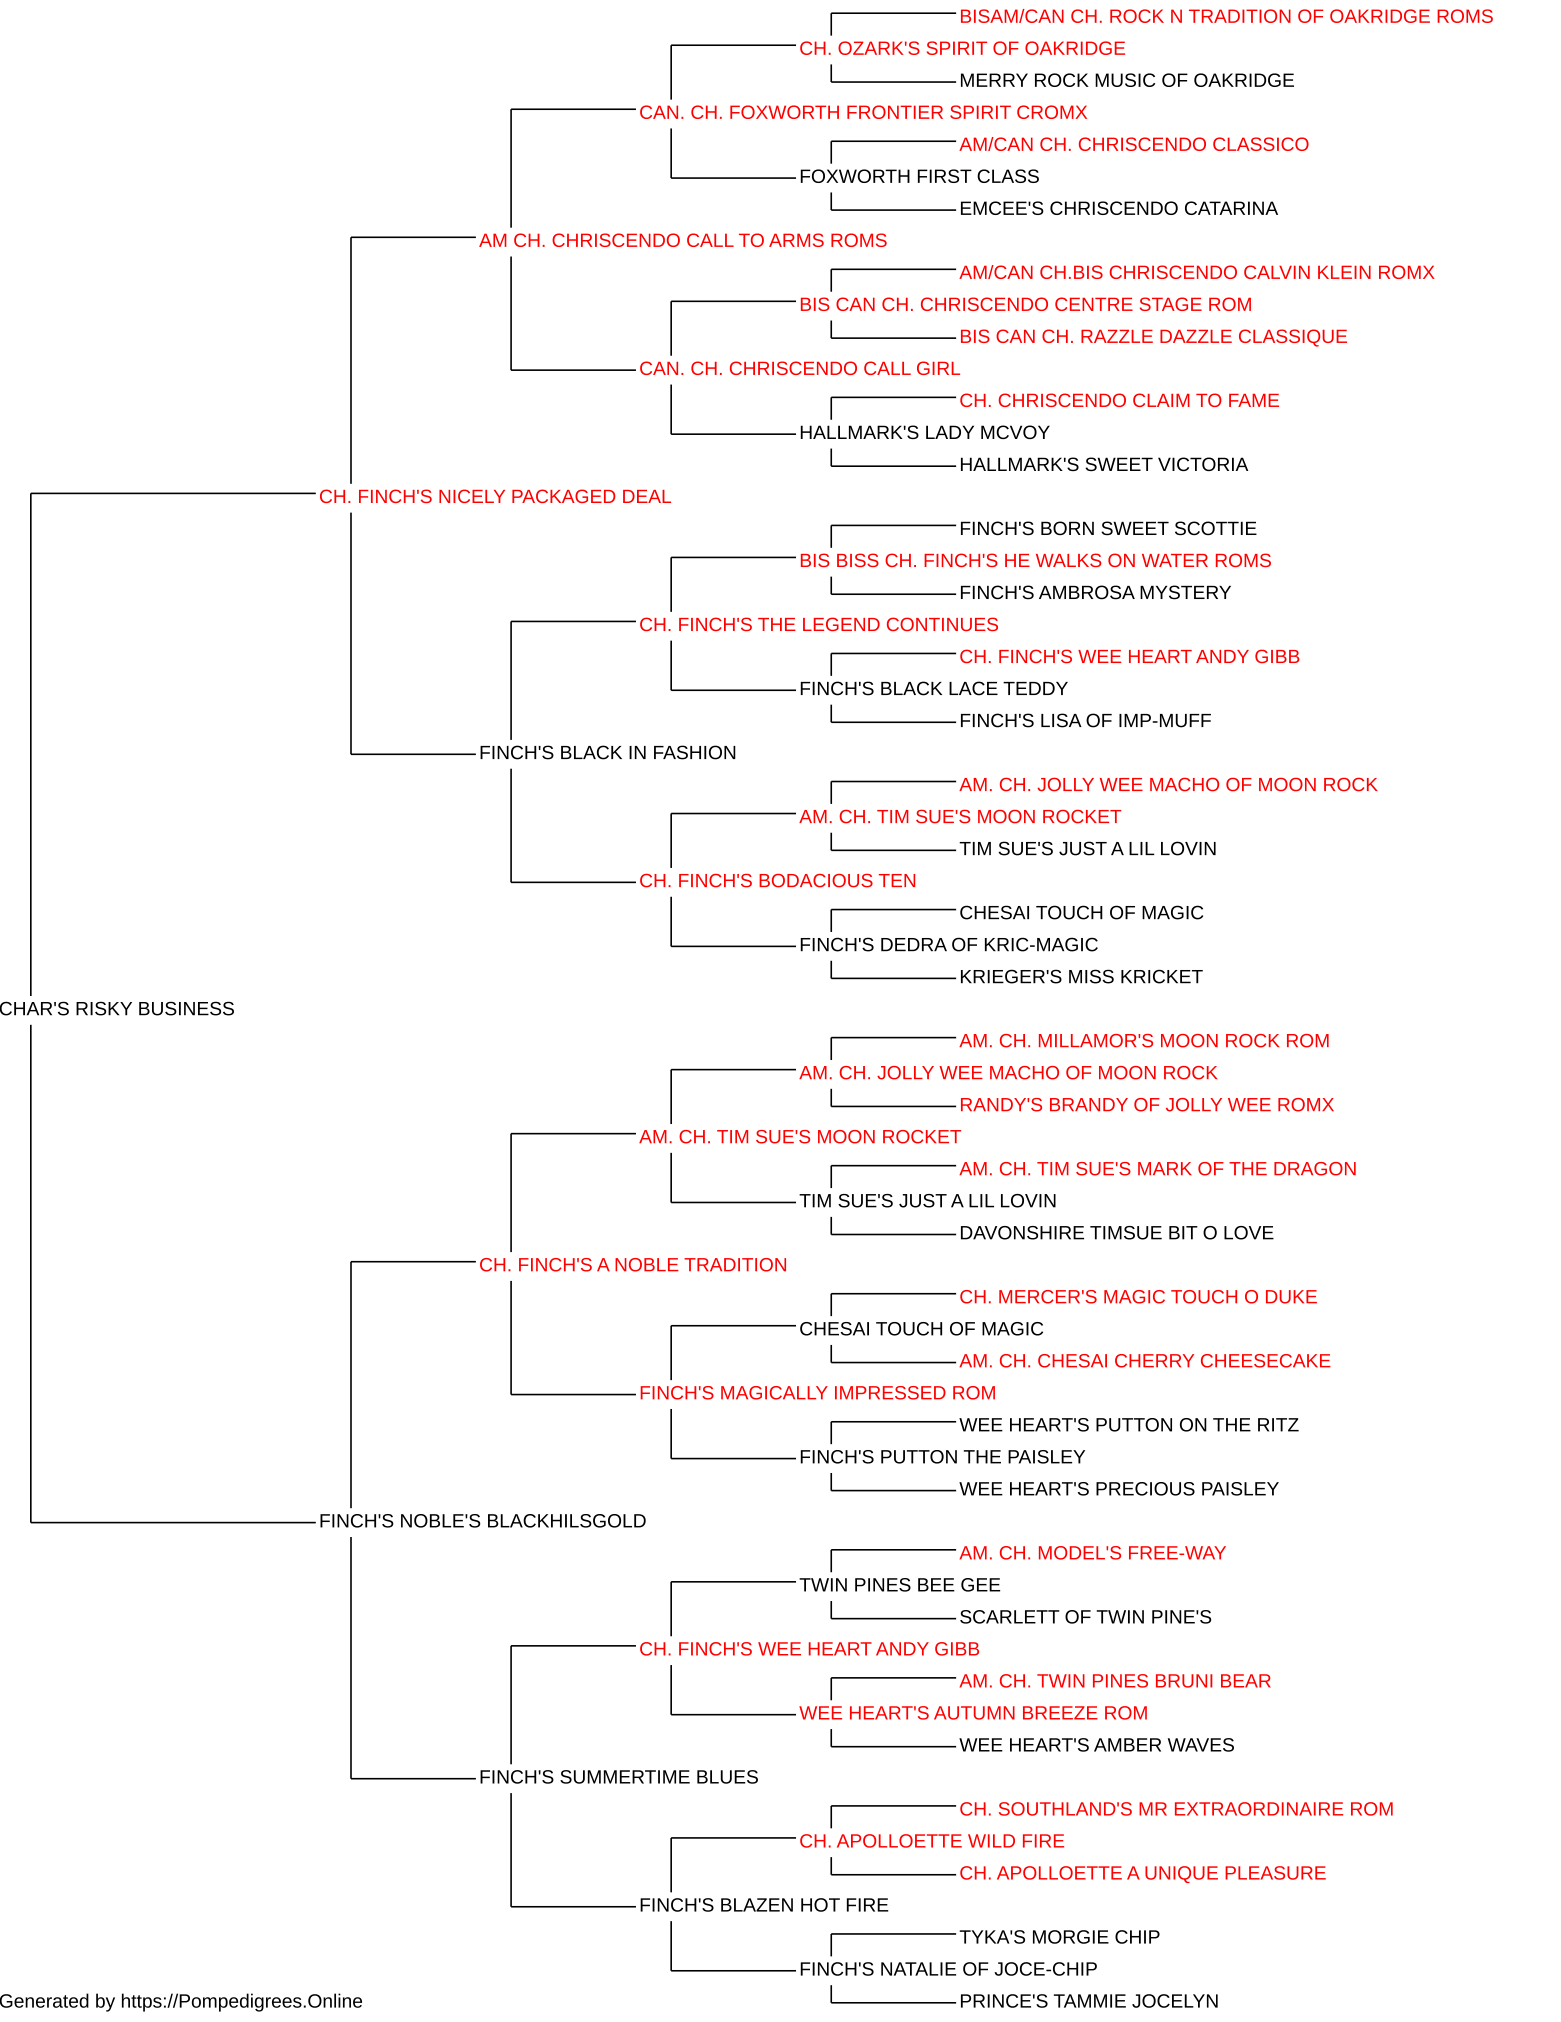 BISAM/CAN CH. ROCK N TRADITION OF OAKRIDGE ROMS
CH. OZARK'S SPIRIT OF OAKRIDGE
MERRY ROCK MUSIC OF OAKRIDGE
CAN. CH. FOXWORTH FRONTIER SPIRIT CROMX
AM/CAN CH. CHRISCENDO CLASSICO
FOXWORTH FIRST CLASS
EMCEE'S CHRISCENDO CATARINA
AM CH. CHRISCENDO CALL TO ARMS ROMS
AM/CAN CH.BIS CHRISCENDO CALVIN KLEIN ROMX
BIS CAN CH. CHRISCENDO CENTRE STAGE ROM
BIS CAN CH. RAZZLE DAZZLE CLASSIQUE
CAN. CH. CHRISCENDO CALL GIRL
CH. CHRISCENDO CLAIM TO FAME
HALLMARK'S LADY MCVOY
HALLMARK'S SWEET VICTORIA
CH. FINCH'S NICELY PACKAGED DEAL
FINCH'S BORN SWEET SCOTTIE
BIS BISS CH. FINCH'S HE WALKS ON WATER ROMS
FINCH'S AMBROSA MYSTERY
CH. FINCH'S THE LEGEND CONTINUES
CH. FINCH'S WEE HEART ANDY GIBB
FINCH'S BLACK LACE TEDDY
FINCH'S LISA OF IMP-MUFF
FINCH'S BLACK IN FASHION
AM. CH. JOLLY WEE MACHO OF MOON ROCK
AM. CH. TIM SUE'S MOON ROCKET
TIM SUE'S JUST A LIL LOVIN
CH. FINCH'S BODACIOUS TEN
CHESAI TOUCH OF MAGIC
FINCH'S DEDRA OF KRIC-MAGIC
KRIEGER'S MISS KRICKET
CHAR'S RISKY BUSINESS
AM. CH. MILLAMOR'S MOON ROCK ROM
AM. CH. JOLLY WEE MACHO OF MOON ROCK
RANDY'S BRANDY OF JOLLY WEE ROMX
AM. CH. TIM SUE'S MOON ROCKET
AM. CH. TIM SUE'S MARK OF THE DRAGON
TIM SUE'S JUST A LIL LOVIN
DAVONSHIRE TIMSUE BIT O LOVE
CH. FINCH'S A NOBLE TRADITION
CH. MERCER'S MAGIC TOUCH O DUKE
CHESAI TOUCH OF MAGIC
AM. CH. CHESAI CHERRY CHEESECAKE
FINCH'S MAGICALLY IMPRESSED ROM
WEE HEART'S PUTTON ON THE RITZ
FINCH'S PUTTON THE PAISLEY
WEE HEART'S PRECIOUS PAISLEY
FINCH'S NOBLE'S BLACKHILSGOLD
AM. CH. MODEL'S FREE-WAY
TWIN PINES BEE GEE
SCARLETT OF TWIN PINE'S
CH. FINCH'S WEE HEART ANDY GIBB
AM. CH. TWIN PINES BRUNI BEAR
WEE HEART'S AUTUMN BREEZE ROM
WEE HEART'S AMBER WAVES
FINCH'S SUMMERTIME BLUES
CH. SOUTHLAND'S MR EXTRAORDINAIRE ROM
CH. APOLLOETTE WILD FIRE
CH. APOLLOETTE A UNIQUE PLEASURE
FINCH'S BLAZEN HOT FIRE
TYKA'S MORGIE CHIP
FINCH'S NATALIE OF JOCE-CHIP
PRINCE'S TAMMIE JOCELYN
Generated by https://Pompedigrees.Online